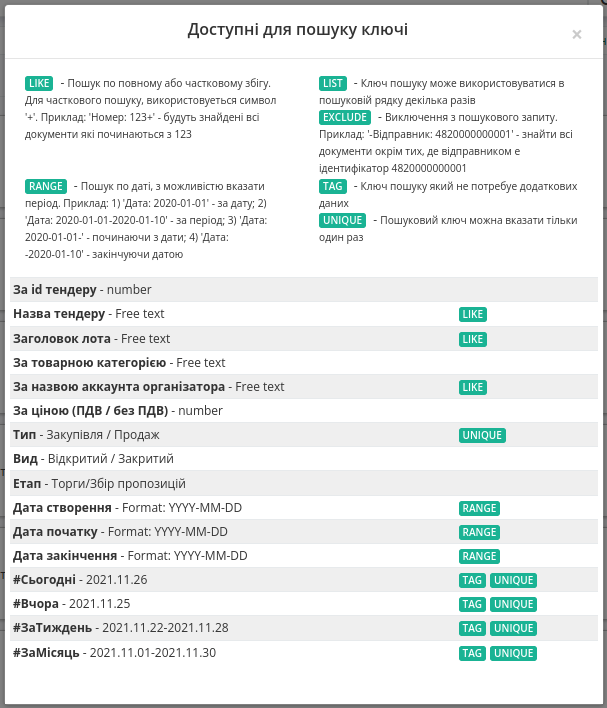 Доступні для пошуку ключі
×
LIKE - Пошук по повному або частковому збігу.
Для часткового пошуку, використовуеться символ
'+'. Приклад: 'Номер: 123+' - будуть знайдені всі
документи які починаються з 123
LIST - Ключ пошуку може використовуватися в
пошуковій рядку декілька разів
EXCLUDE - Виключення з пошукового запиту.
Приклад: '-Відправник: 4820000000001' - знайти всі
документи окрім тих, де відправником е
ідентифікатор 4820000000001
RANGE - Пошук по даті, з можливістю вказати
період. Приклад: 1) 'Дата: 2020-01-01' - за дату; 2)
'Дата: 2020-01-01-2020-01-10' - за період; 3) 'Дата:
2020-01-01-' - починаючи з дати; 4) 'Дата:
-2020-01-10' - закінчуючи датою
TAG - Ключ пошуку який не потребує додаткових
даних
UNIQUE - Пошуковий ключ можна вказати тільки
один раз
За id тендеру - number
Назва тендеру - Free text LIKE
Заголовок лота - Free text LIKE
За товарною категорією - Free text
За назвою аккаунта організатора - Free text LIKE
За ціною (ПДВ / без ПДВ) - number
Тип - Закупівля / Продаж UNIQUE
Вид - Відкритий / Закритий
Етап - Торги/Збір пропозицій
Дата створення - Format: YYYY-MM-DD RANGE
Дата початку - Format: YYYY-MM-DD RANGE
Дата закінчення - Format: YYYY-MM-DD RANGE
#Сьогодні - 2021.11.26 TAG UNIQUE
#Вчора - 2021.11.25 TAG UNIQUE
#ЗаТиждень - 2021.11.22-2021.11.28 TAG UNIQUE
#ЗаМісяць - 2021.11.01-2021.11.30 TAG UNIQUE